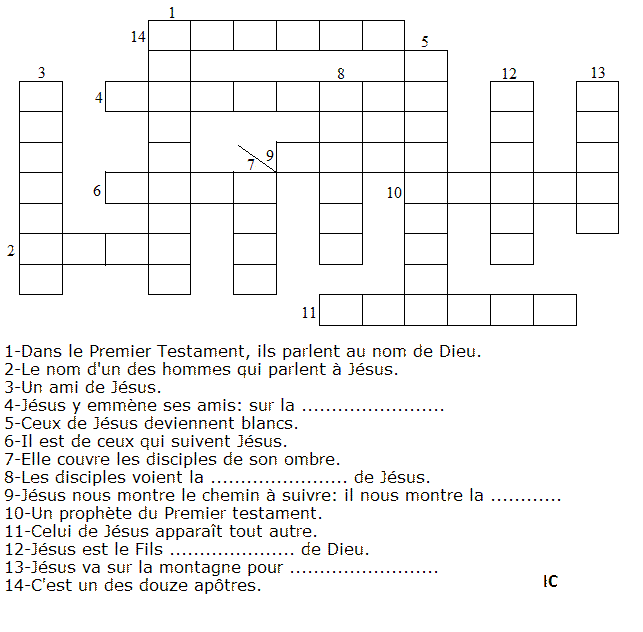 1
14
5
3
8
12
13
4
9
7
6
10
2
11
1-Dans le Premier Testament, ils parlent au nom de Dieu.
2-Le nom d'un des hommes qui parlent à Jésus.
3-Un ami de Jésus.
4-Jésus y emmène ses amis: sur la ........................
5-Ceux de Jésus deviennent blancs.
6-Il est de ceux qui suivent Jésus.
7-Elle couvre les disciples de son ombre.
8-Les disciples voient la ....................... de Jésus.
9-Jésus nous montre le chemin à suivre: il nous montre la ............
10-Un prophète du Premier testament.
11-Celui de Jésus apparaît tout autre.
12-Jésus est le Fils ..................... de Dieu.
13-Jésus va sur la montagne pour .........................
14-C'est un des douze apôtres.
IC